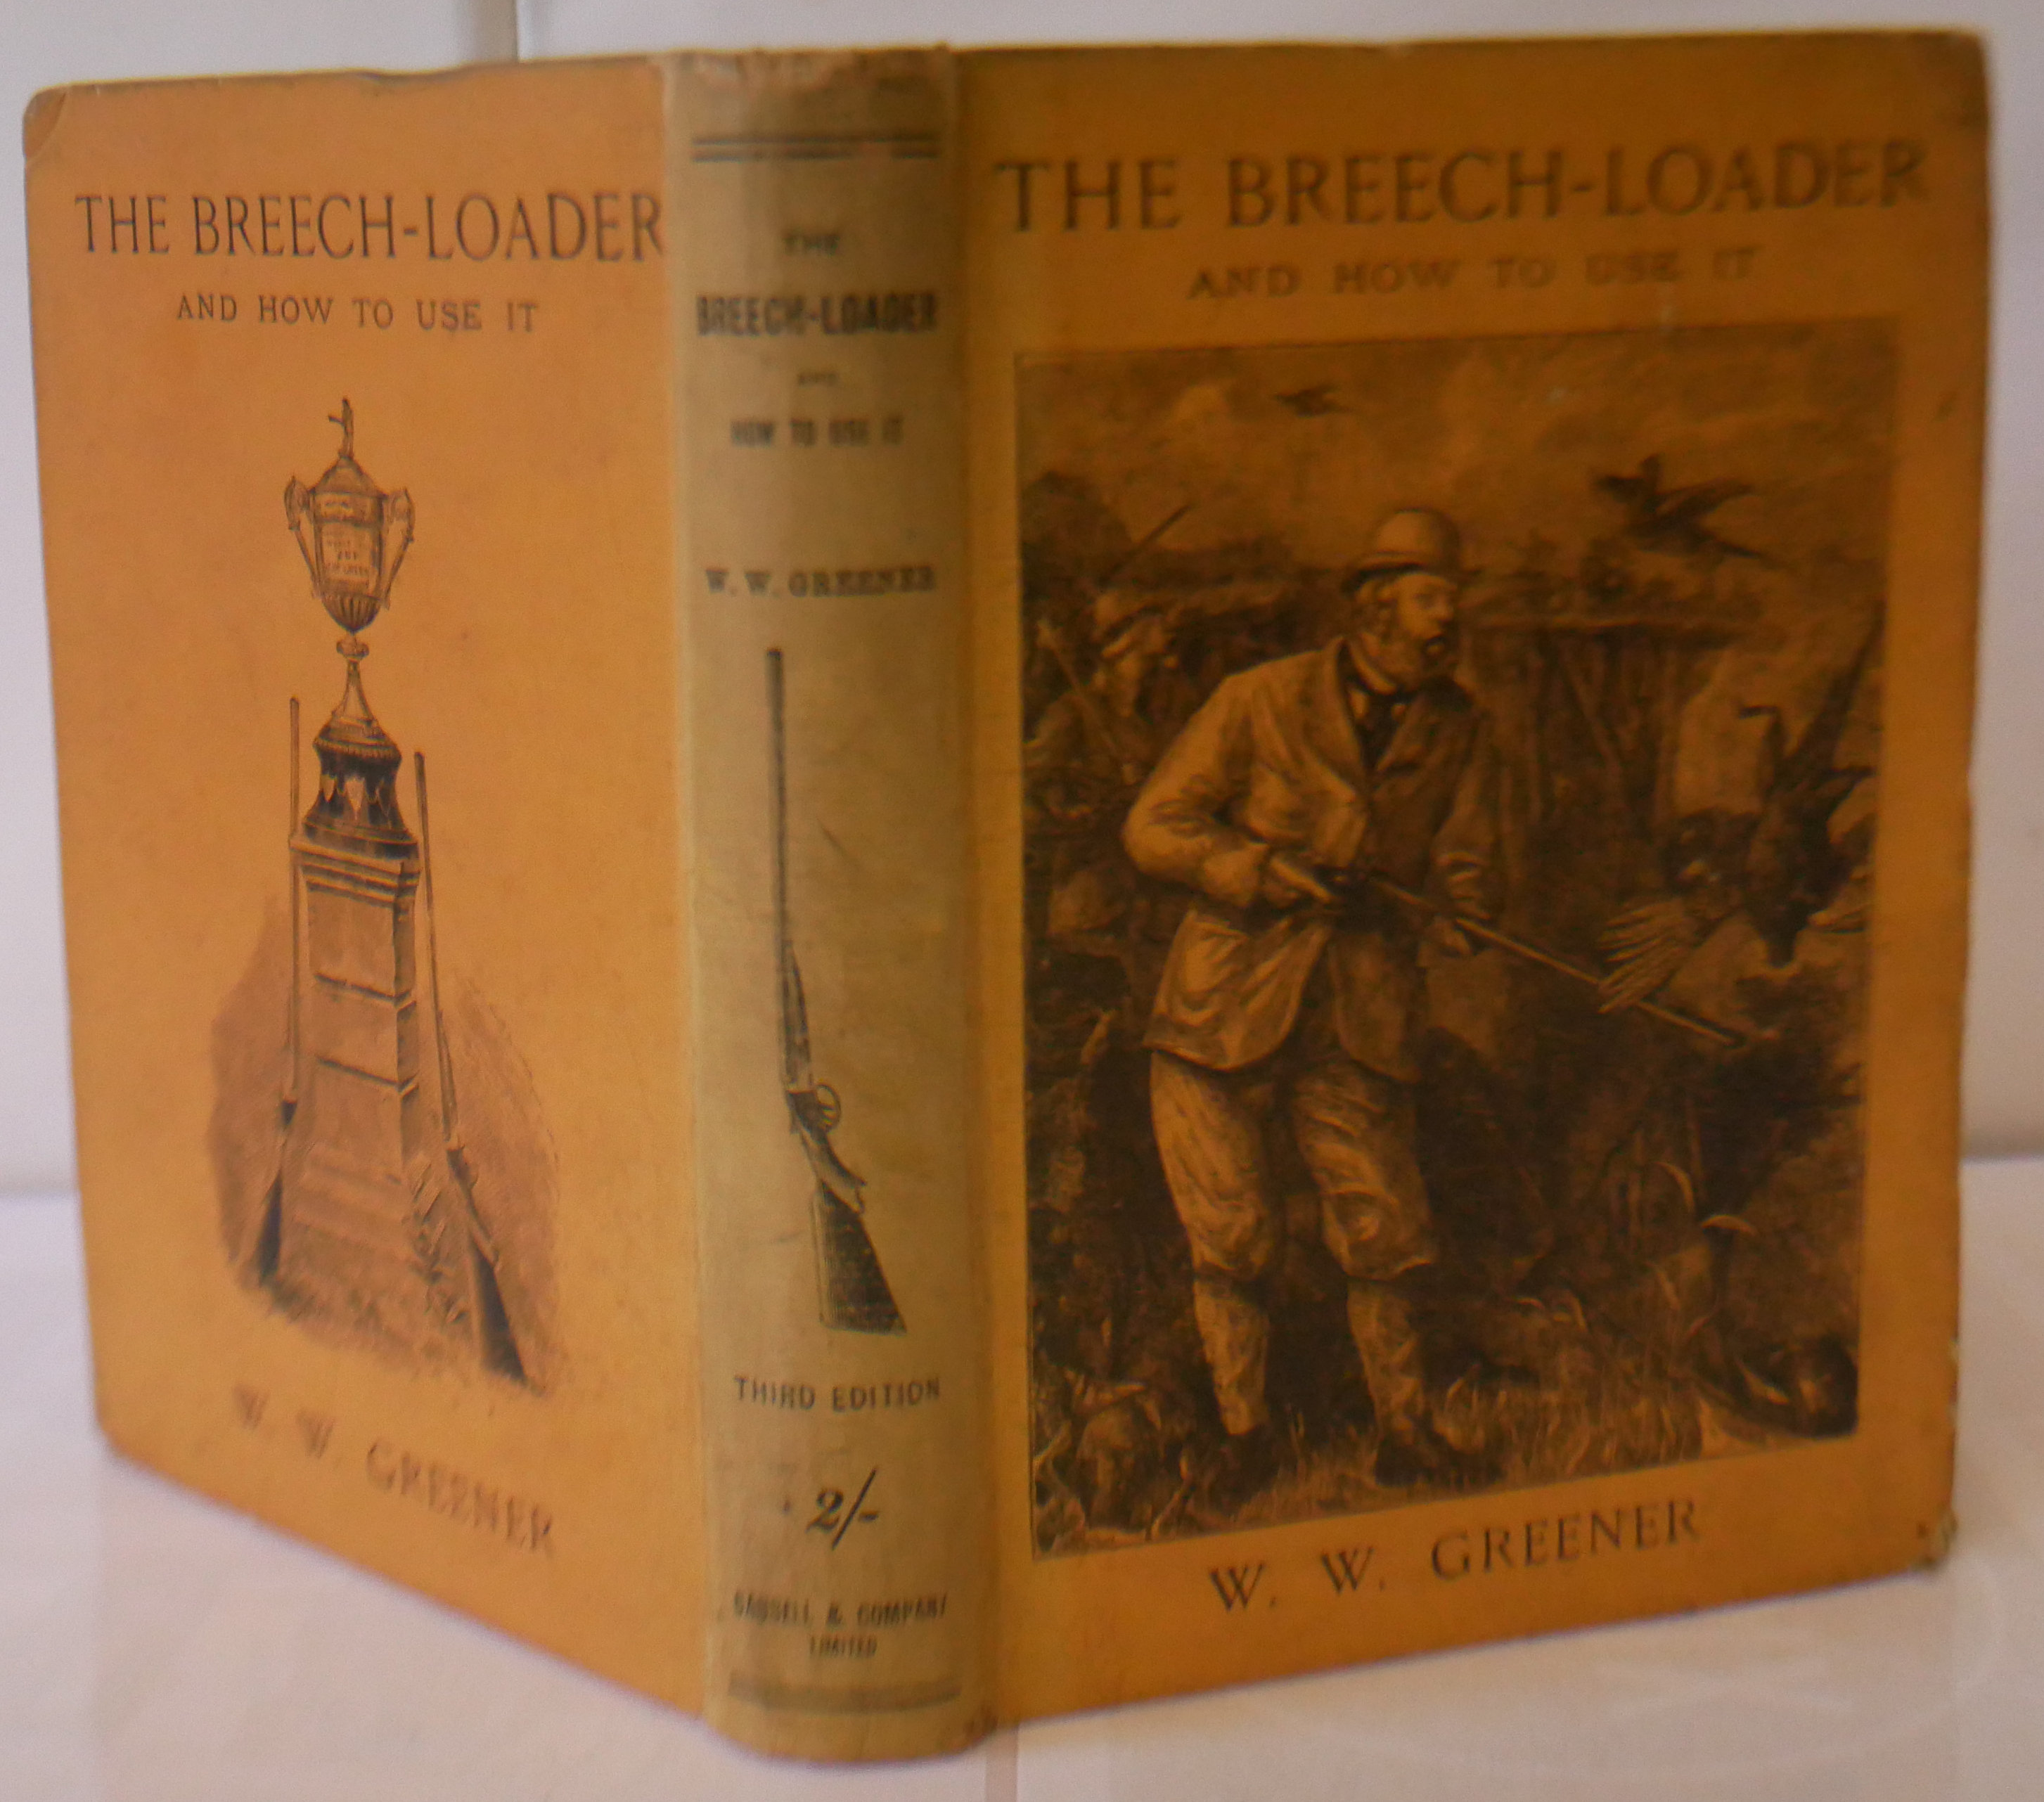 THE BREECH-LOADER
AND HOW TO USE IT
W. W. GREENER
THE
BREECH-LOADER
AND
HOW TO USE IT
W. W. GREENER
THIRD EDITION
2/-
CASSELL & COMPANY
LIMITED
THE BREECH-LOADER
AND HOW TO USE IT
W. W. GREENER